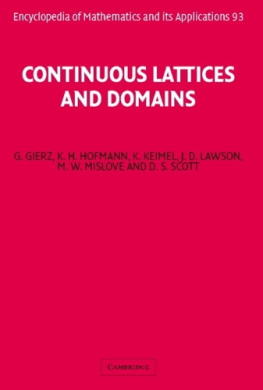 Encyclopedia of Mathematics and its Applications 93
CONTINUOUS LATTICES
AND DOMAINS
G. GIERZ, K. H. HOFMANN, K. KEIMEL, J. D. LAWSON,
M. W. MISLOVE AND D. S. SCOTT
CAMBRIDGE